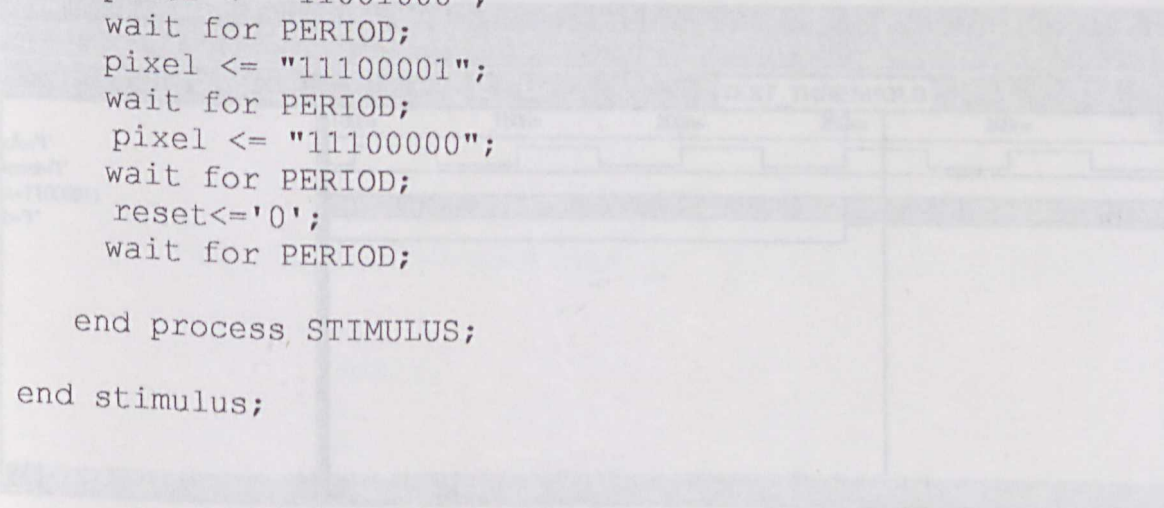 wait for PERIOD;
pixel <= "11100001";
wait for PERIOD;
pixel <= "11100000";
wait for PERIOD;
reset<='0';
wait for PERIOD;
end process STIMULUS;
end stimulus;